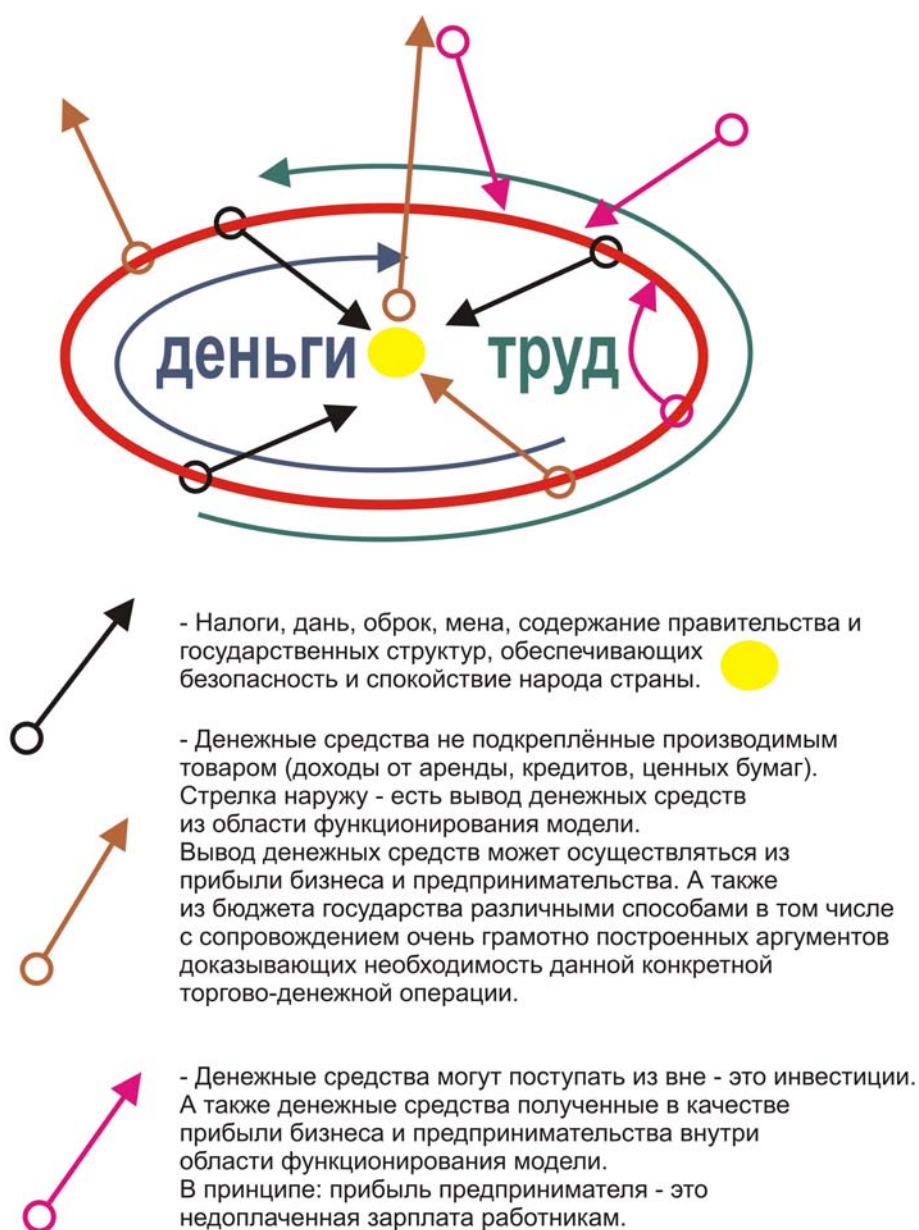 деньги
труд
- Налоги, дань, оброк, мена, содержание правительства и
государственных структур, обеспечивающих
безопасность и спокойствие народа страны.
- Денежные средства не подкреплённые производимым
товаром (доходы от аренды, кредитов, ценных бумаг).
Стрелка наружу - есть вывод денежных средств
из области функционирования модели.
Вывод денежных средств может осуществляться из
прибыли бизнеса и предпринимательства. А также
из бюджета государства различными способами в том числе
с сопровождением очень грамотно построенных аргументов
доказывающих необходимость данной конкретной
торгово-денежной операции.
- Денежные средства могут поступать из вне - это инвестиции.
А также денежные средства полученные в качестве
прибыли бизнеса и предпринимательства внутри
области функционирования модели.
В принципе: прибыль предпринимателя - это
недоплаченная зарплата работникам.